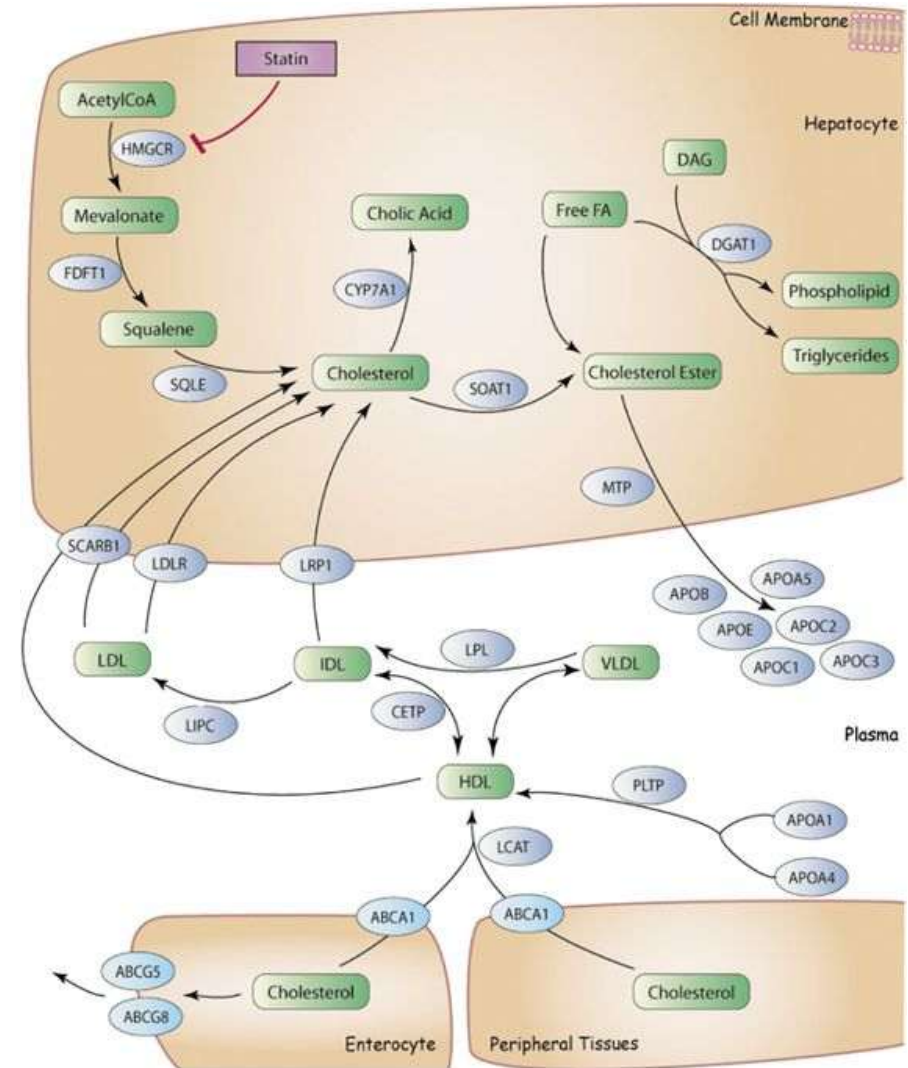 Cell Membrane
Statin
AcetylCoA
Hepatocyte
HMGCR
DAG
Mevalonate
Cholic Acid
Free FA
DGAT1
FDFT1
CYP7A1
Phospholipid
Squalene
Triglycerides
Cholesterol
Cholesterol Ester
SQLE
SOAT1
MTP
SCARB1
LDLR
LRP1
APOA5
APOB
APOE
APOC2
LPL
LDL
IDL
VLDL
APOC1
APOC3
LIPC
CETP
Plasma
HDL
PLTP
APOA1
LCAT
APOA4
ABCA1
ABCA1
ABCG5
Cholesterol
Cholesterol
ABCG8
Enterocyte
Peripheral Tissues